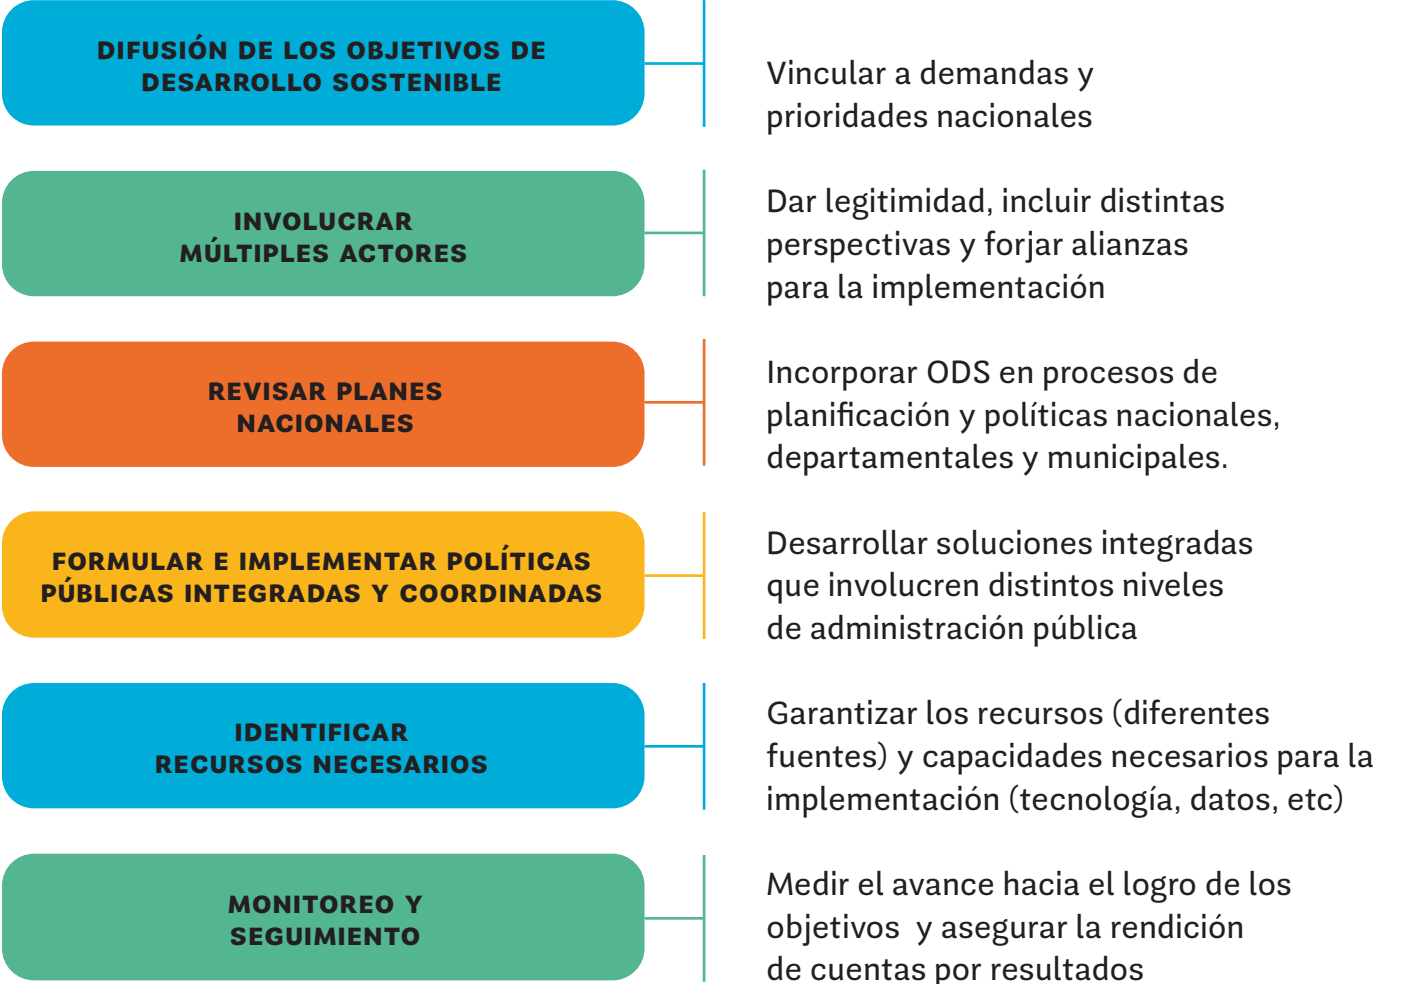 DIFUSIÓN DE LOS OBJETIVOS DE
DESARROLLO SOSTENIBLE
Vincular a demandas y
prioridades nacionales
INVOLUCRAR
MÚLTIPLES ACTORES
Dar legitimidad, incluir distintas
perspectivas y forjar alianzas
para la implementación
REVISAR PLANES
NACIONALES
Incorporar ODS en procesos de
planificación y políticas nacionales,
departamentales y municipales.
FORMULAR E IMPLEMENTAR POLÍTICAS
PÚBLICAS INTEGRADAS Y COORDINADAS
Desarrollar soluciones integradas
que involucren distintos niveles
de administración pública
IDENTIFICAR
RECURSOS NECESARIOS
Garantizar los recursos (diferentes
fuentes) y capacidades necesarios para la
implementación (tecnología, datos, etc)
MONITOREO Y
SEGUIMIENTO
Medir el avance hacia el logro de los
objetivos  y asegurar la rendición
de cuentas por resultados